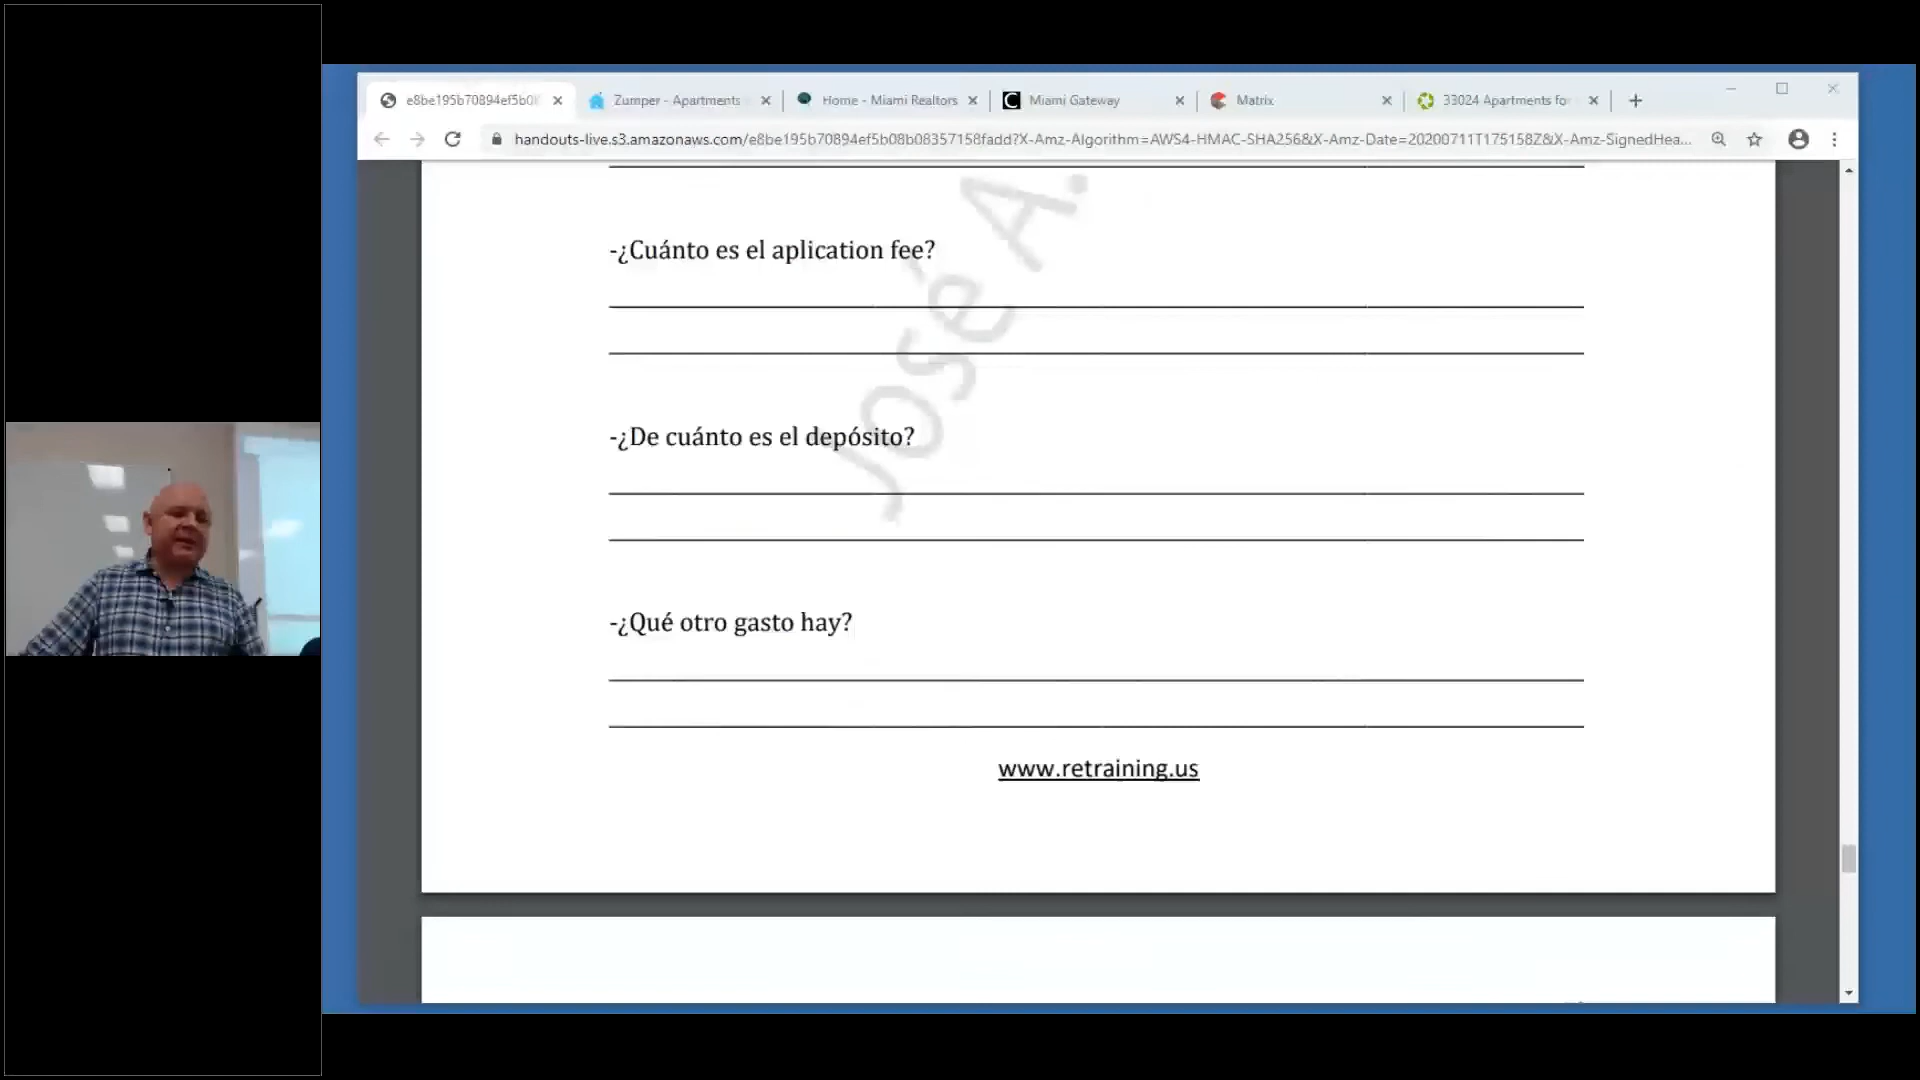 e8be195b70894ef5b0
Zumper - Apartments
Home - Miami Realtors
Miami Gateway
Matrix
33024 Apartments fo
handouts-live.s3.amazonaws.com/e8be195b70894ef5b08b08357158fadd?X-Amz-Algorithm=AWS4-HMAC-SHA256&X-Amz-Date=20200711T175158Z&X-Amz-SignedHea...
José A.
-¿Cuánto es el aplication fee?
-¿De cuánto es el depósito?
-¿Qué otro gasto hay?
www.retraining.us